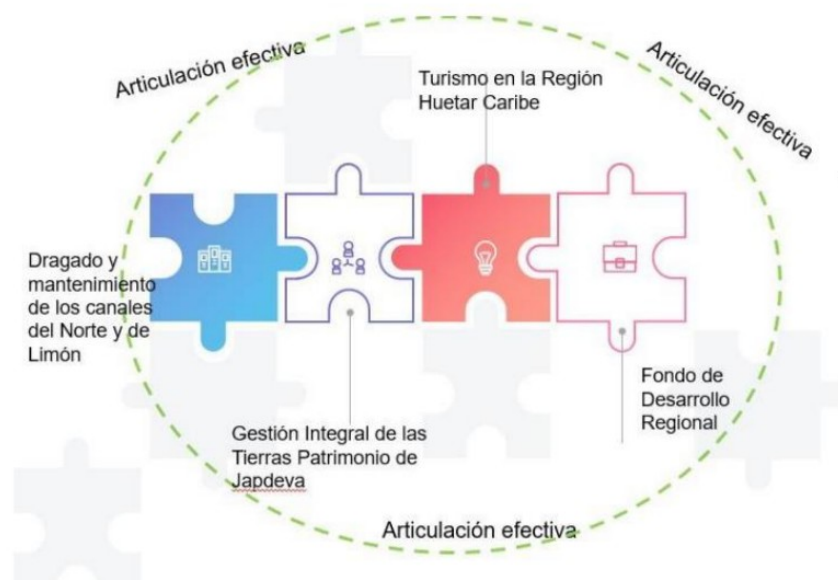 Articulación efectiva
Articulación efectiva
Turismo en la Región
Huetar Caribe
Dragado y
mantenimiento
de los canales
del Norte y de
Limón
Gestión Integral de las
Tierras Patrimonio de
Japdeva
Fondo de
Desarrollo
Regional
Articulación efectiva